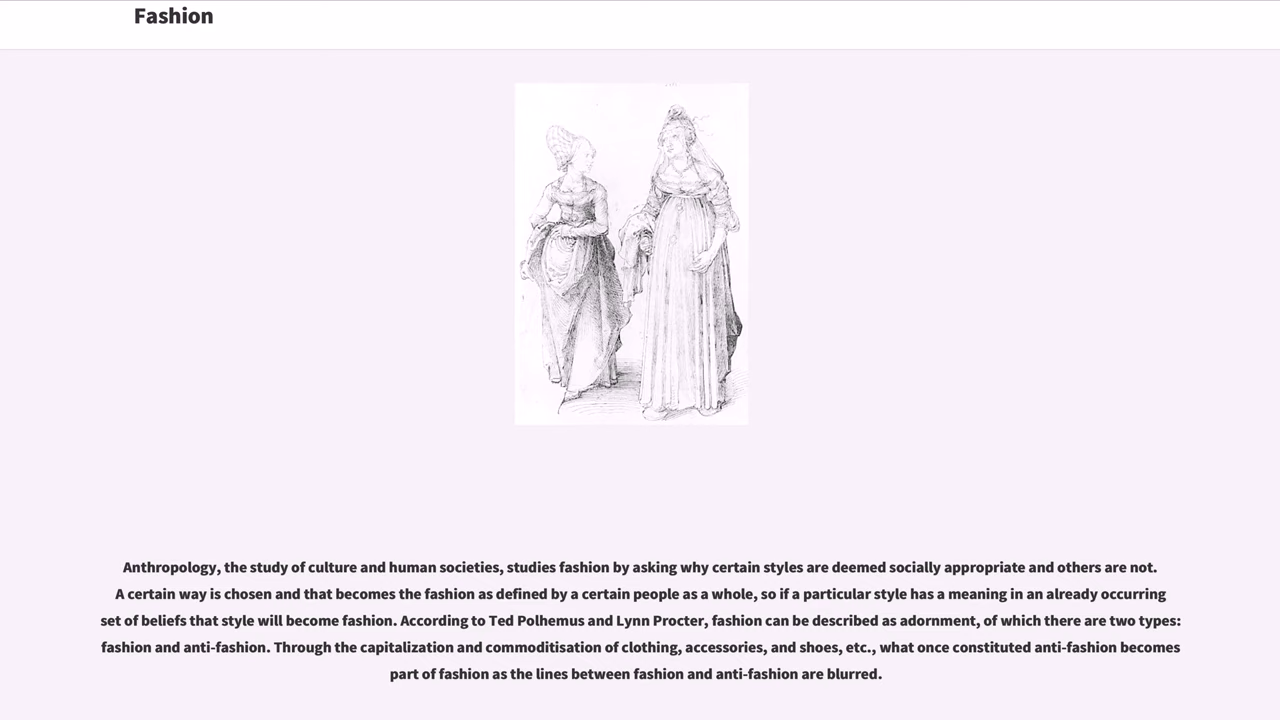 Fashion
Anthropology, the study of culture and human societies, studies fashion by asking why certain styles are deemed socially appropriate and others are not.
A certain way is chosen and that becomes the fashion as defined by a certain people as a whole, so if a particular style has a meaning in an already occurring
set of beliefs that style will become fashion. According to Ted Polhemus and Lynn Procter, fashion can be described as adornment, of which there are two types:
fashion and anti-fashion. Through the capitalization and commoditisation of clothing, accessories, and shoes, etc., what once constituted anti-fashion becomes
part of fashion as the lines between fashion and anti-fashion are blurred.